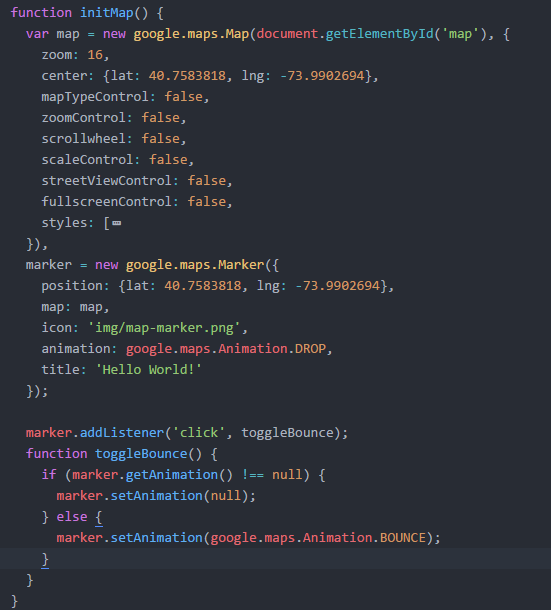 function initMap() {
  var map = new google.maps.Map(document.getElementById('map'), {
    zoom: 16,
    center: {lat: 40.7583818, lng: -73.9902694},
    mapTypeControl: false,
    zoomControl: false,
    scrollwheel: false,
    scaleControl: false,
    streetViewControl: false,
    fullscreenControl: false,
    styles: [⋯
  }),
  marker = new google.maps.Marker({
    position: {lat: 40.7583818, lng: -73.9902694},
    map: map,
    icon: 'img/map-marker.png',
    animation: google.maps.Animation.DROP,
    title: 'Hello World!'
  });

  marker.addListener('click', toggleBounce);
  function toggleBounce() {
    if (marker.getAnimation() !== null) {
      marker.setAnimation(null);
    } else {
      marker.setAnimation(google.maps.Animation.BOUNCE);
    }
  }
}